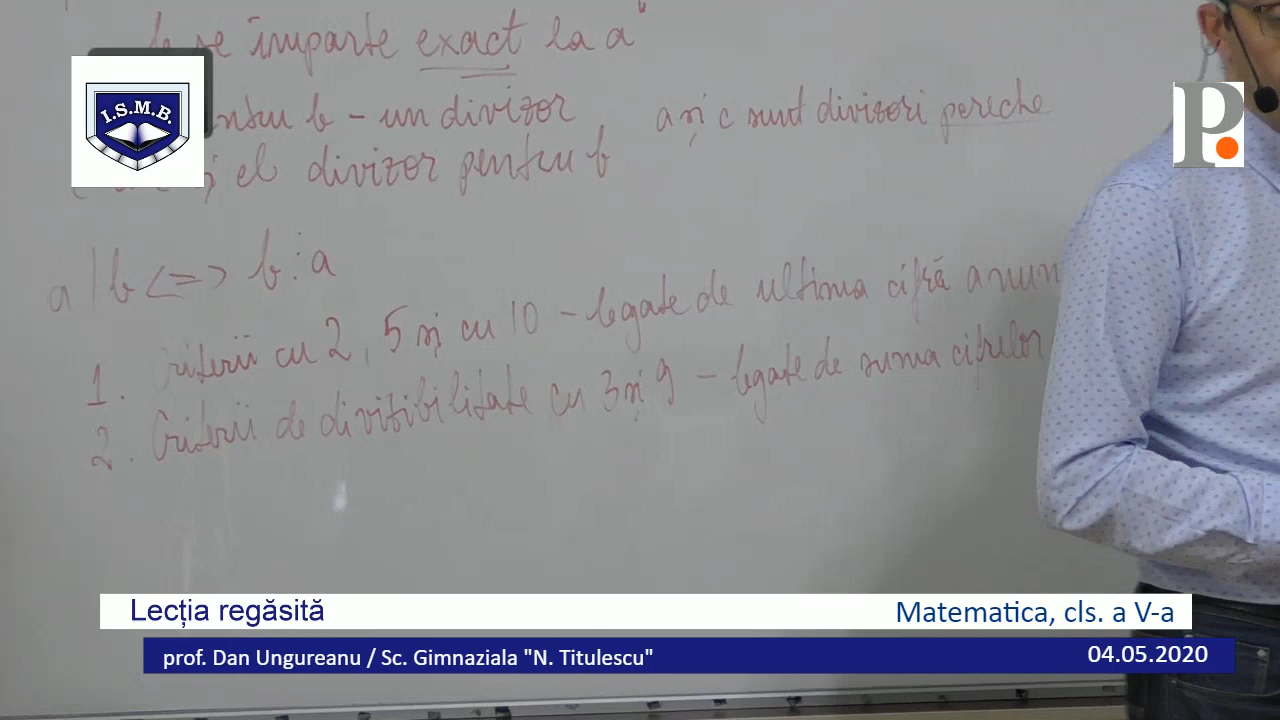 se împarte exact la a"
b - un divizor
a și c sunt divizori pereche
el divizor pentru b
a | b <=> b ⋮ a
1. Criterii cu 2, 5 și cu 10 - legate de ultima cifră a num
2. Criterii de divizibilitate cu 3 și 9 - legate de suma cifrelor
I.S.M.B.
P.
Lecția regăsită
Matematica, cls. a V-a
prof. Dan Ungureanu / Sc. Gimnaziala "N. Titulescu"
04.05.2020